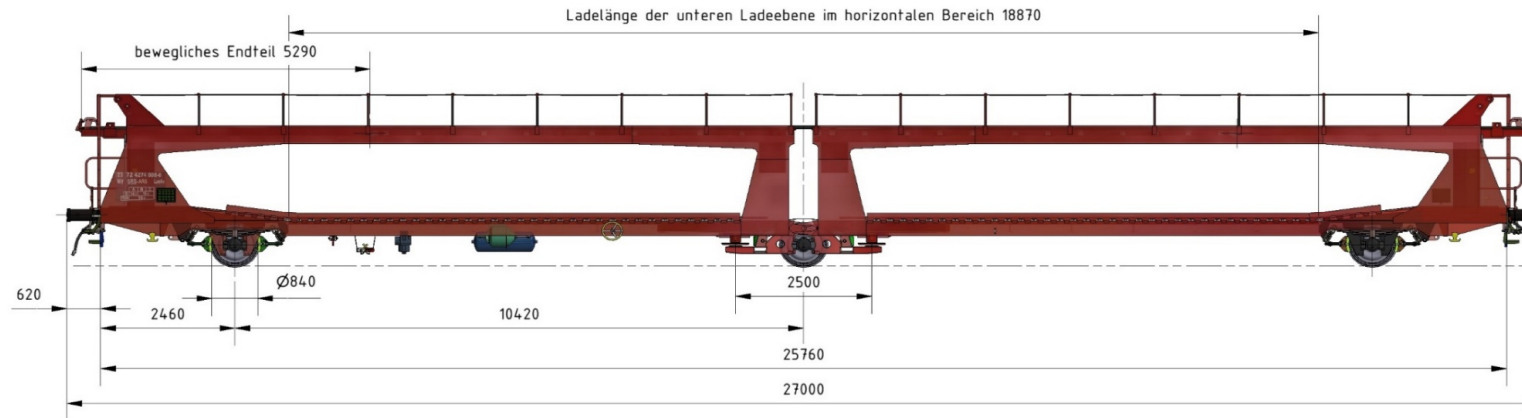 Ladelänge der unteren Ladeebene im horizontalen Bereich 18870
bewegliches Endteil 5290
Ø840
620
2500
2460
10420
25760
27000